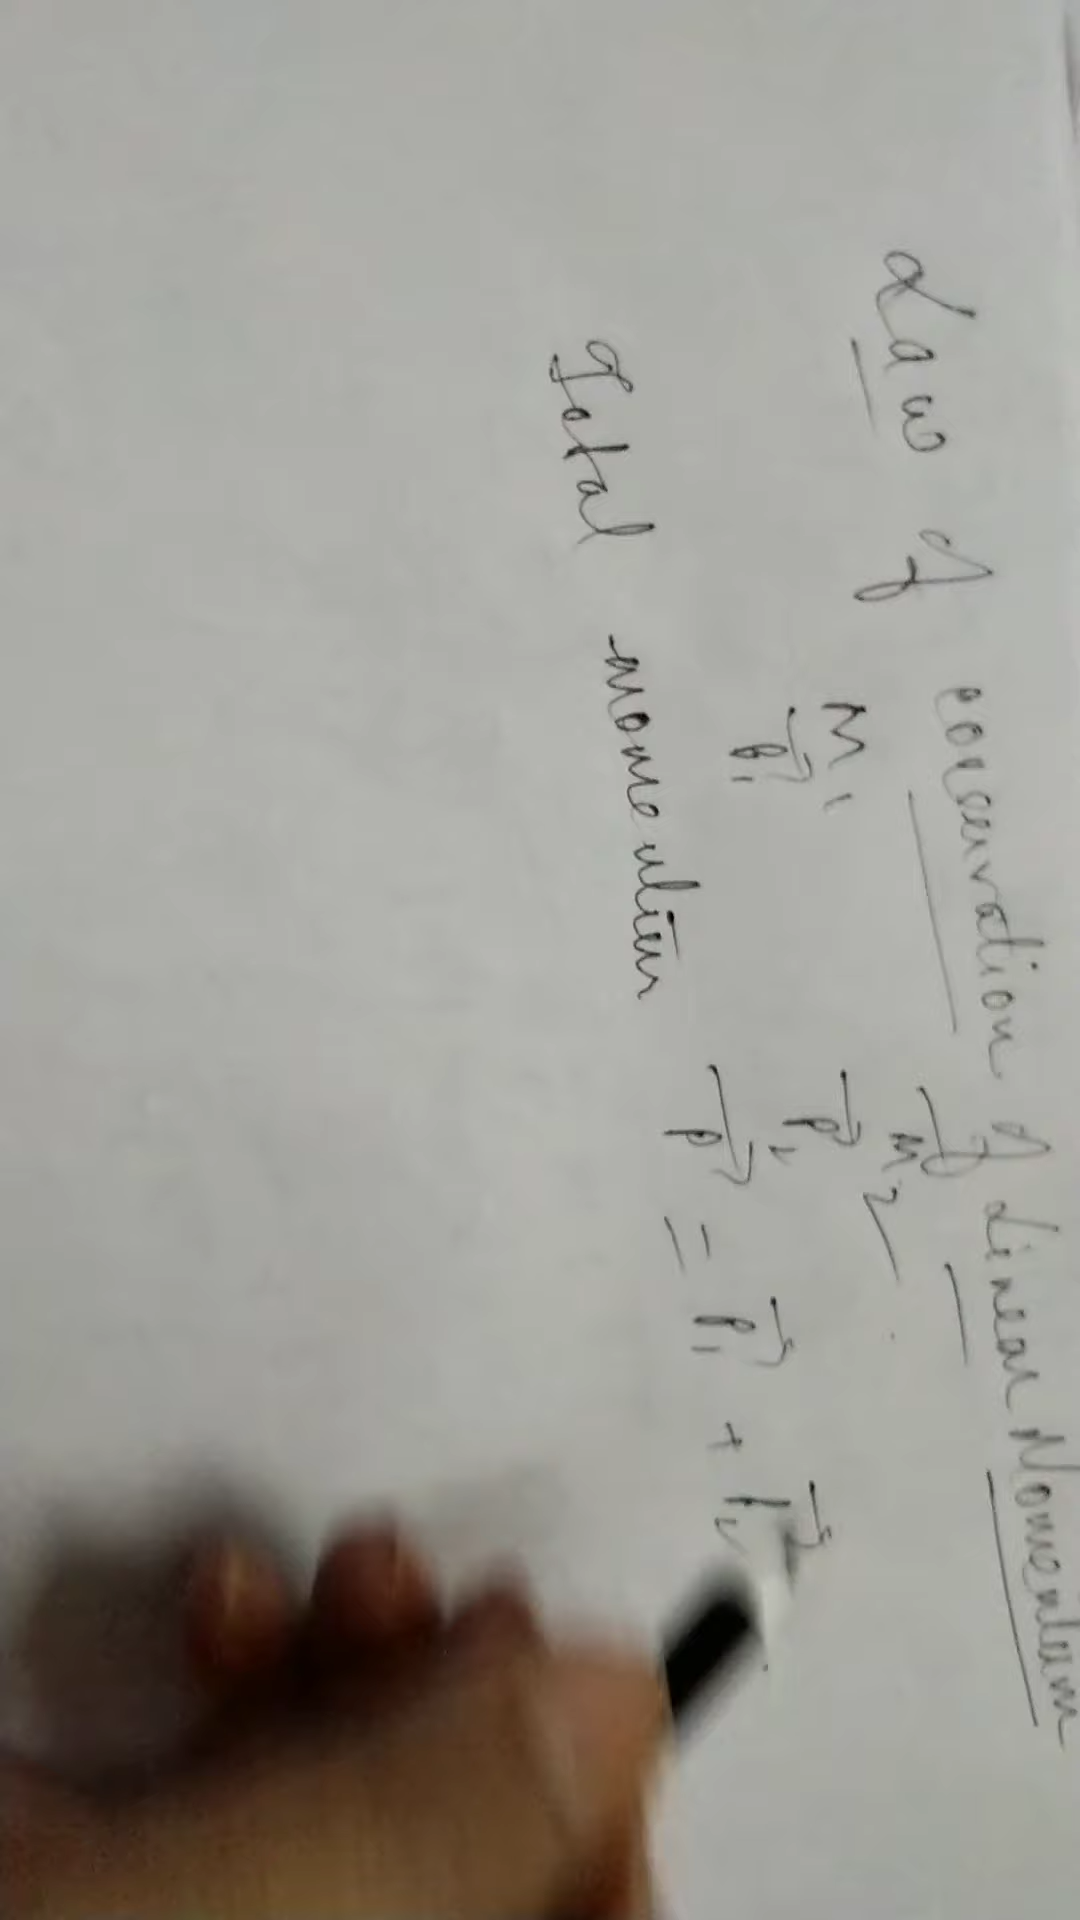 Law of conservation of Linear Momentum
M₁ M₂
P₁ P₂
Total momentum P = P₁ + P₂